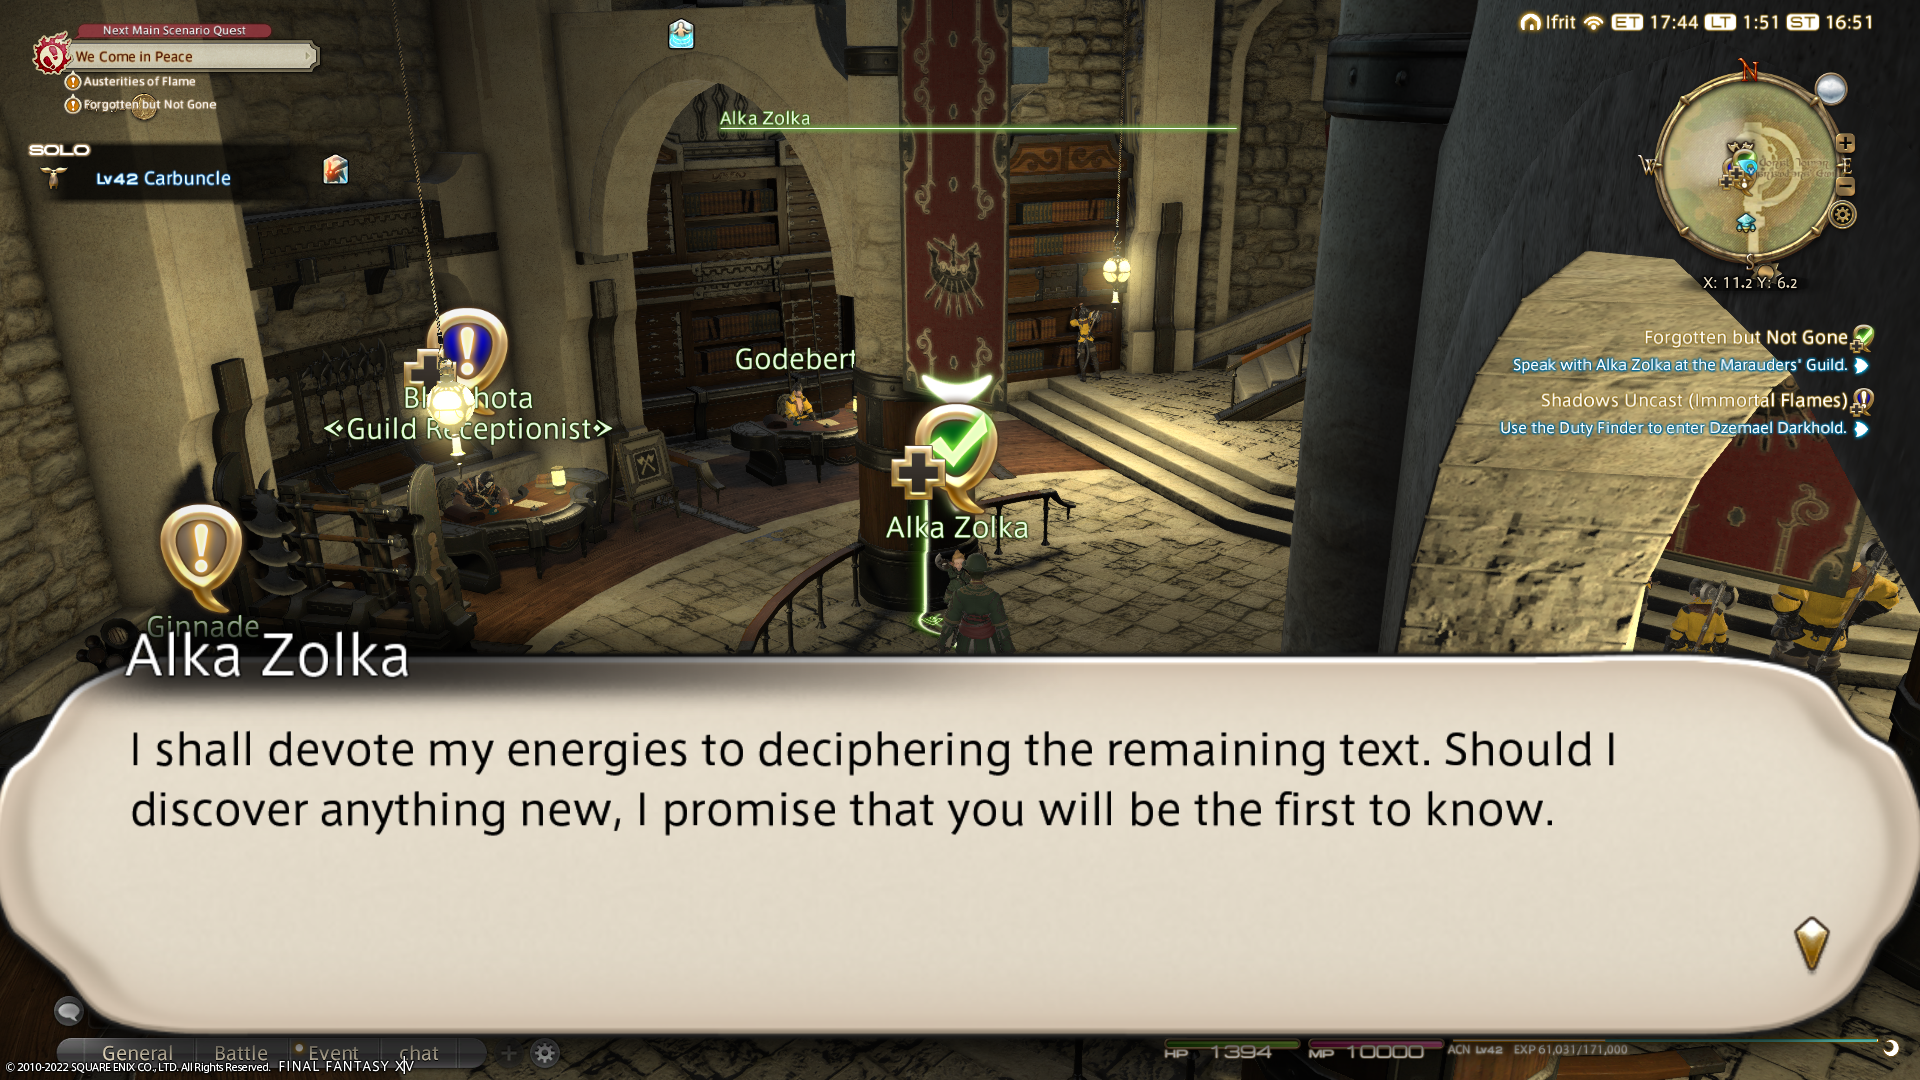 Next Main Scenario Quest
We Come in Peace
Austerities of Flame
Forgotten but Not Gone
SOLO
Lv42 Carbuncle
Ifrit ET 17:44 LT 1:51 ST 16:51
Alka Zolka
N
W
E
S
X: 11.2 Y: 6.2
Forgotten but Not Gone
Speak with Alka Zolka at the Marauders' Guild.
Shadows Uncast (Immortal Flames)
Use the Duty Finder to enter Dzemael Darkhold.
Godebert
<Guild Receptionist>
Alka Zolka
Ginnade
Alka Zolka
I shall devote my energies to deciphering the remaining text. Should I
discover anything new, I promise that you will be the first to know.
General Battle Event chat
HP 1394 MP 10000 ACN Lv42 EXP 61,031/171,000
© 2010-2022 SQUARE ENIX CO., LTD. All Rights Reserved. FINAL FANTASY XIV